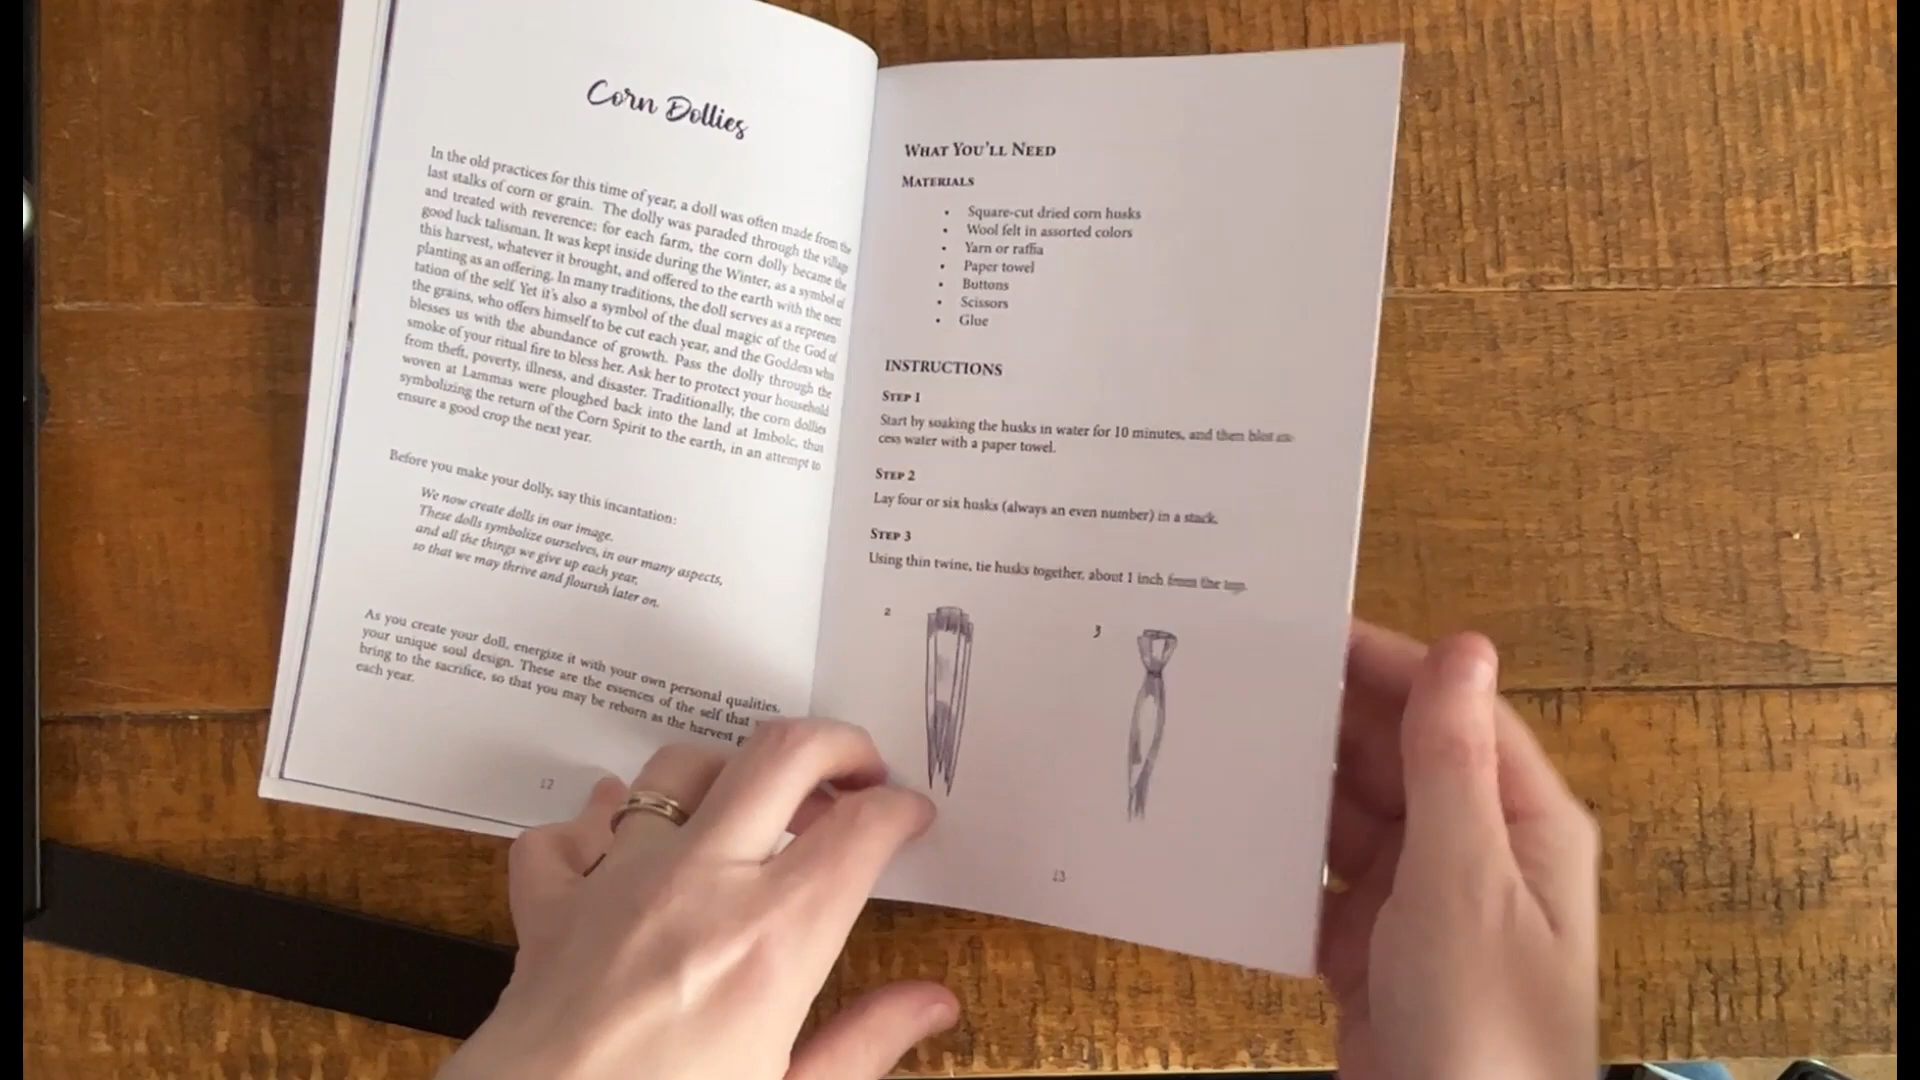 Corn Dollies
In the old practices for this time of year, a doll was often made from the
last stalks of corn or grain. The dolly was paraded through the village
and treated with reverence; for each farm, the corn dolly became the
good luck talisman. It was kept inside during the Winter, as a symbol of
this harvest, whatever it brought, and offered to the earth with the next
planting as an offering. In many traditions, the doll serves as a represen
tation of the self. Yet it's also a symbol of the dual magic of the God of
the grains, who offers himself to be cut each year, and the Goddess who
blesses us with the abundance of growth. Pass the dolly through the
smoke of your ritual fire to bless her. Ask her to protect your household
from theft, poverty, illness, and disaster. Traditionally, the corn dollies
woven at Lammas were ploughed back into the land at Imbolc, thus
symbolizing the return of the Corn Spirit to the earth, in an attempt to
ensure a good crop the next year.
Before you make your dolly, say this incantation:
We now create dolls in our image.
These dolls symbolize ourselves, in our many aspects,
and all the things we give up each year,
so that we may thrive and flourish later on.
As you create your doll, energize it with your own personal qualities,
your unique soul design. These are the essences of the self that
bring to the sacrifice, so that you may be reborn as the harvest
each year.
12
WHAT YOU'LL NEED
MATERIALS
• Square-cut dried corn husks
• Wool felt in assorted colors
• Yarn or raffia
• Paper towel
• Buttons
• Scissors
• Glue
INSTRUCTIONS
STEP 1
Start by soaking the husks in water for 10 minutes, and then blot ex-
cess water with a paper towel.
STEP 2
Lay four or six husks (always an even number) in a stack.
STEP 3
Using thin twine, tie husks together, about 1 inch from the top.
2
3
13